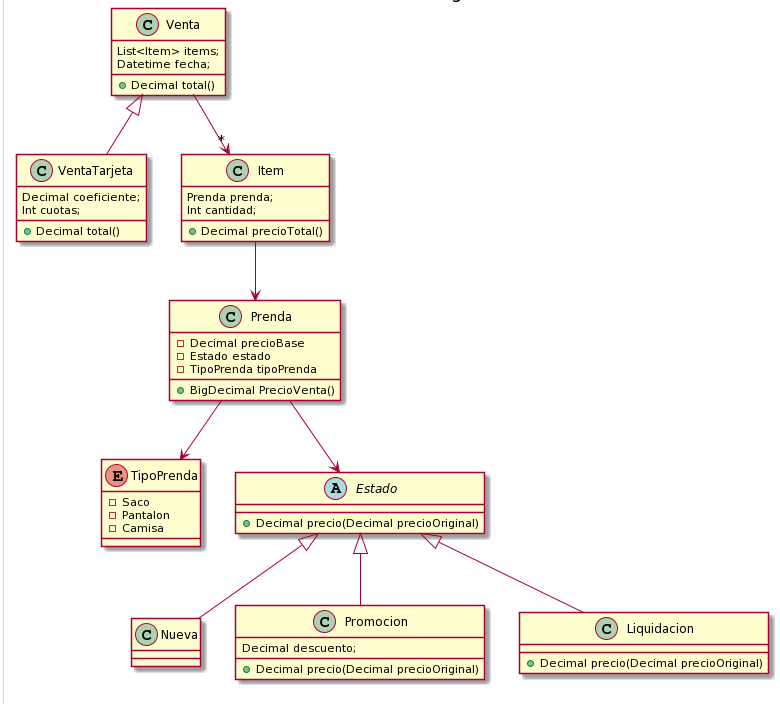 C Venta
List<Item> items;
Datetime fecha;
Decimal total()
*
C VentaTarjeta
Decimal coeficiente;
Int cuotas;
Decimal total()
C Item
Prenda prenda;
Int cantidad;
Decimal precioTotal()
C Prenda
Decimal precioBase
Estado estado
TipoPrenda tipoPrenda
BigDecimal PrecioVenta()
E TipoPrenda
Saco
Pantalon
Camisa
A Estado
Decimal precio(Decimal precioOriginal)
C Nueva
C Promocion
Decimal descuento;
Decimal precio(Decimal precioOriginal)
C Liquidacion
Decimal precio(Decimal precioOriginal)